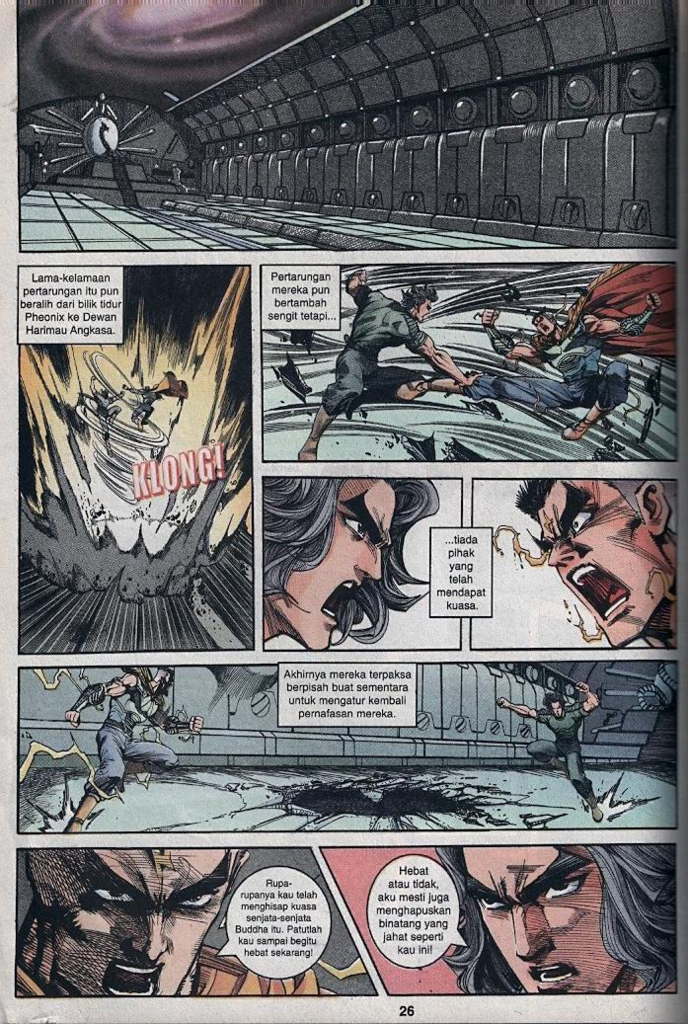 Lama-kelamaan
pertarungan itu pun
beralih dari bilik tidur
Pheonix ke Dewan
Harimau Angkasa.
Pertarungan
mereka pun
bertambah
sengit tetapi...
KLONG!
...tiada
pihak
yang
telah
mendapat
kuasa.
Akhirnya mereka terpaksa
berpisah buat sementara
untuk mengatur kembali
pernafasan mereka.
Rupa-
rupanya kau telah
menghisap kuasa
senjata-senjata
Buddha itu. Patutlah
kau sampai begitu
hebat sekarang!
Hebat
atau tidak,
aku mesti juga
menghapuskan
binatang yang
jahat seperti
kau ini!
26